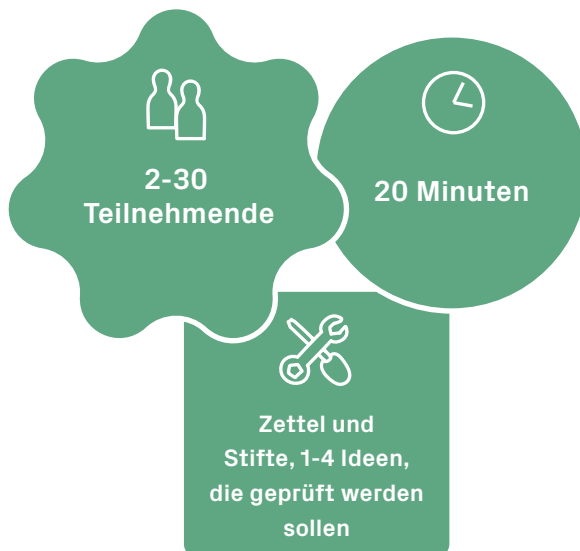 2-30
Teilnehmende
20 Minuten
Zettel und
Stifte, 1-4 Ideen,
die geprüft werden
sollen